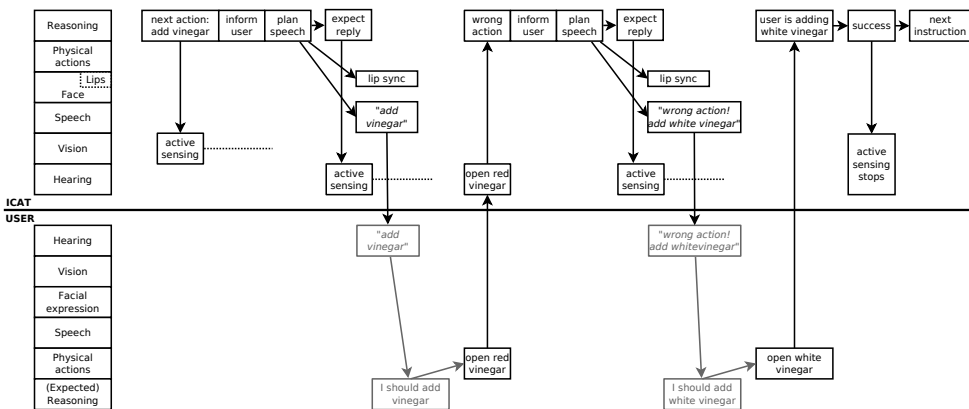 Reasoning
Physical
actions
Lips
Face
Speech
Vision
Hearing
ICAT
USER
Hearing
Vision
Facial
expression
Speech
Physical
actions
(Expected)
Reasoning
next action:
add vinegar
inform
user
plan
speech
expect
reply
lip sync
"add
vinegar"
active
sensing
active
sensing
"add
vinegar"
I should add
vinegar
open red
vinegar
open red
vinegar
wrong
action
inform
user
plan
speech
expect
reply
lip sync
"wrong action!
add white vinegar"
active
sensing
"wrong action!
add whitevinegar"
I should add
white vinegar
open white
vinegar
user is adding
white vinegar
success
next
instruction
active
sensing
stops